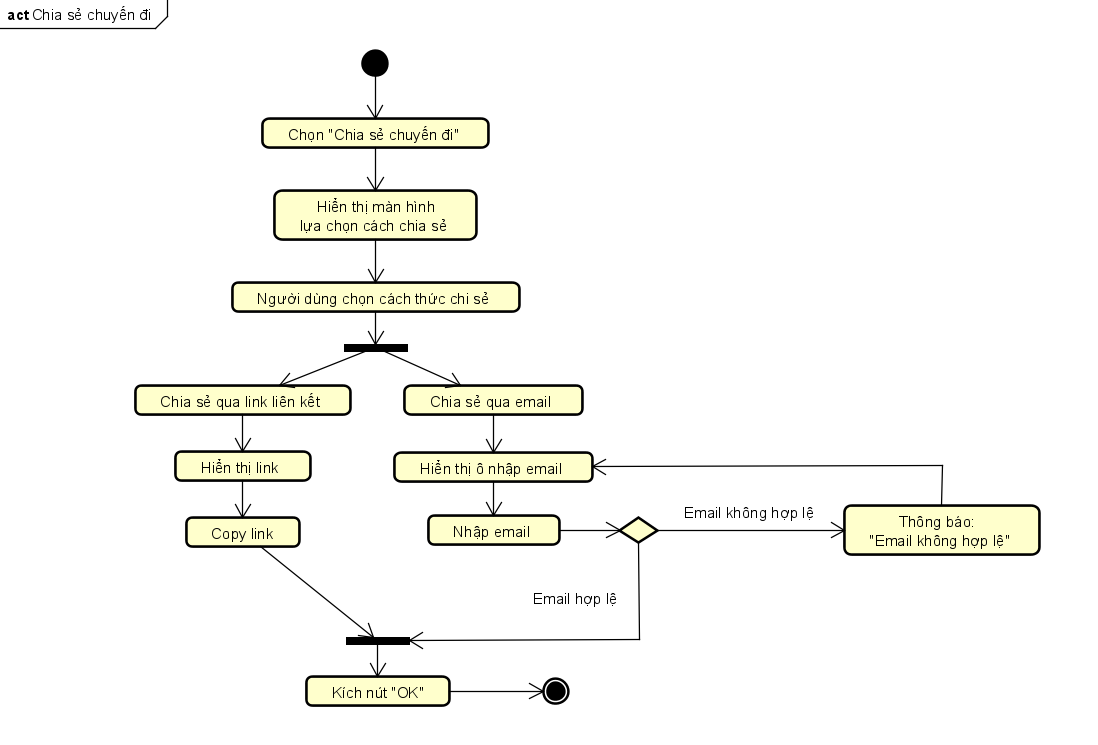 act Chia sẻ chuyến đi
Chọn "Chia sẻ chuyến đi"
Hiển thị màn hình
lựa chọn cách chia sẻ
Người dùng chọn cách thức chi sẻ
Chia sẻ qua link liên kết
Chia sẻ qua email
Hiển thị link
Hiển thị ô nhập email
Copy link
Nhập email
Email không hợp lệ
Thông báo:
"Email không hợp lệ"
Email hợp lệ
Kích nút "OK"